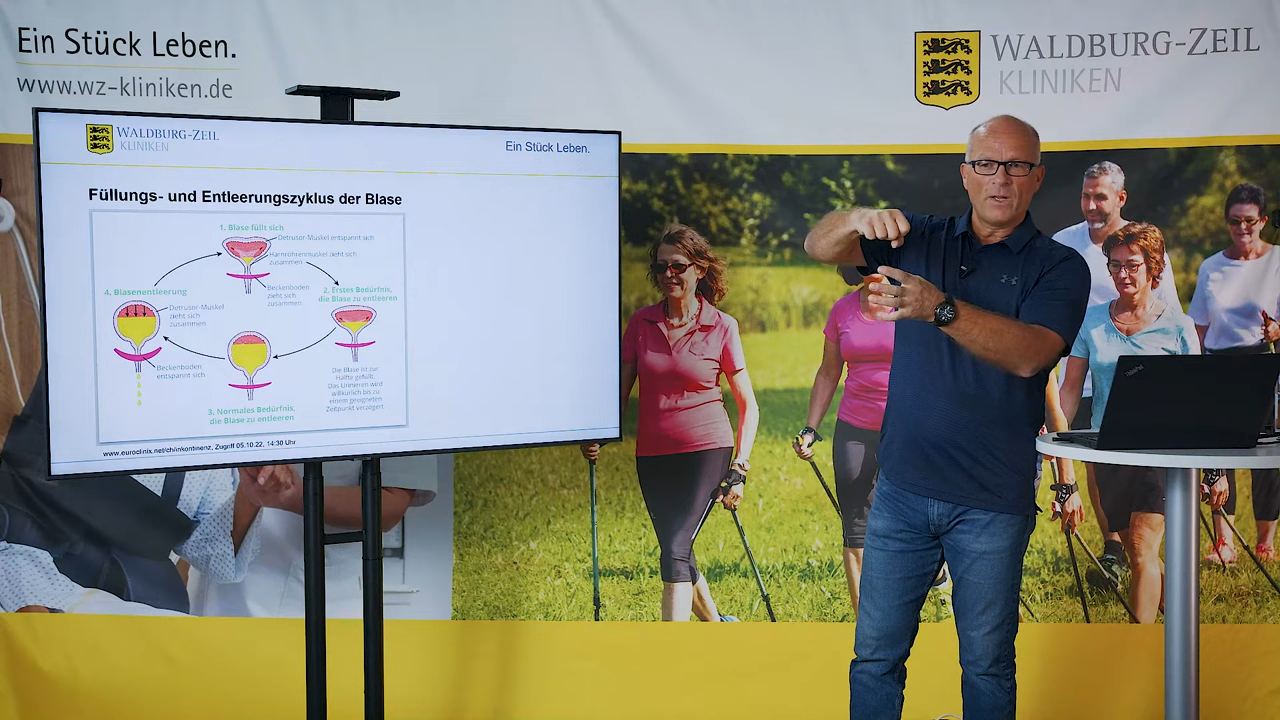 Ein Stück Leben.
www.wz-kliniken.de
WALDBURG-ZEIL
KLINIKEN
WALDBURG-ZEIL
KLINIKEN
Ein Stück Leben.
Füllungs- und Entleerungszyklus der Blase
1. Blase füllt sich
Detrusor-Muskel entspannt sich
Harnröhrenmuskel zieht sich
zusammen
Beckenboden
zieht sich
zusammen
2. Erstes Bedürfnis,
die Blase zu entleeren
Die Blase ist zur
Hälfte gefüllt.
Das Urinieren wird
willkürlich bis zu
einem geeigneten
Zeitpunkt verzögert
3. Normales Bedürfnis,
die Blase zu entleeren
4. Blasenentleerung
Detrusor-Muskel
zieht sich
zusammen
Beckenboden
entspannt sich
www.euroclinix.net/ch/inkontinenz, Zugriff 05.10.22, 14:30 Uhr
ThinkPad